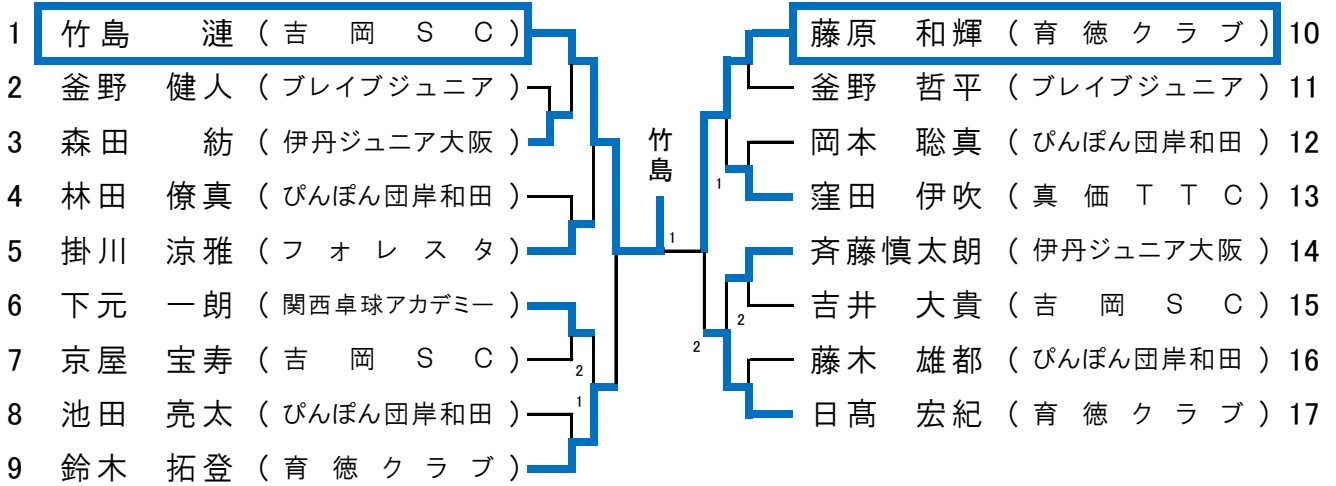 1 竹島 漣 ( 吉岡SC )
2 釜野 健人 ( ブレイブジュニア )
3 森田 紡 ( 伊丹ジュニア大阪 )
4 林田 僚真 ( ぴんぽん団岸和田 )
5 掛川 涼雅 ( フォレスタ )
6 下元 一朗 ( 関西卓球アカデミー )
7 京屋 宝寿 ( 吉岡SC )
8 池田 亮太 ( ぴんぽん団岸和田 )
9 鈴木 拓登 ( 育徳クラブ )
2
1
竹島
1
1
2
2
藤原 和輝 ( 育徳クラブ ) 10
釜野 哲平 ( ブレイブジュニア ) 11
岡本 聡真 ( ぴんぽん団岸和田 ) 12
窪田 伊吹 ( 真価TTC ) 13
斉藤慎太朗 ( 伊丹ジュニア大阪 ) 14
吉井 大貴 ( 吉岡SC ) 15
藤木 雄都 ( ぴんぽん団岸和田 ) 16
日髙 宏紀 ( 育徳クラブ ) 17